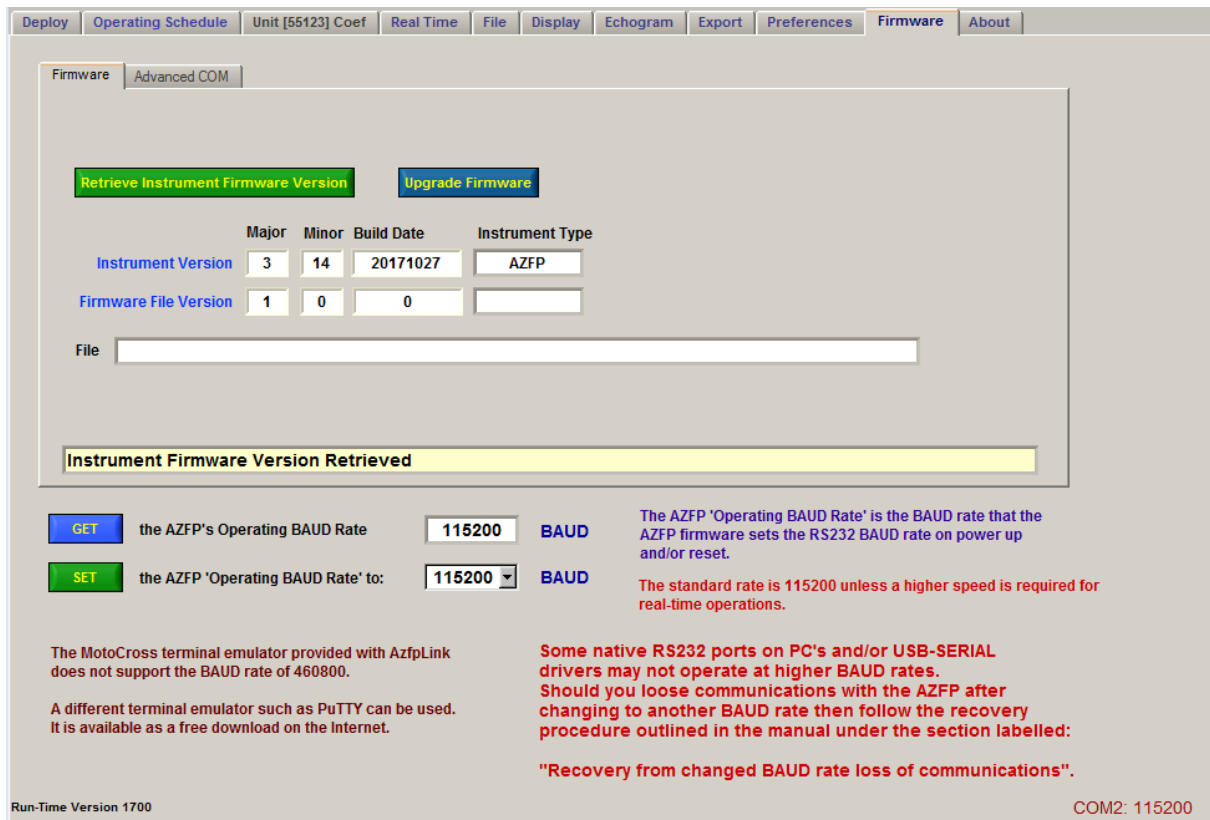 Deploy Operating Schedule Unit [55123] Coef Real Time File Display Echogram Export Preferences Firmware About
Firmware Advanced COM
Retrieve Instrument Firmware Version Upgrade Firmware
Major Minor Build Date Instrument Type
Instrument Version 3 14 20171027 AZFP
Firmware File Version 1 0 0
File
Instrument Firmware Version Retrieved
GET the AZFP's Operating BAUD Rate 115200 BAUD
SET the AZFP 'Operating BAUD Rate' to: 115200 BAUD
The AZFP 'Operating BAUD Rate' is the BAUD rate that the
AZFP firmware sets the RS232 BAUD rate on power up
and/or reset.
The standard rate is 115200 unless a higher speed is required for
real-time operations.
The MotoCross terminal emulator provided with AzfpLink
does not support the BAUD rate of 460800.
A different terminal emulator such as PuTTY can be used.
It is available as a free download on the Internet.
Some native RS232 ports on PC's and/or USB-SERIAL
drivers may not operate at higher BAUD rates.
Should you loose communications with the AZFP after
changing to another BAUD rate then follow the recovery
procedure outlined in the manual under the section labelled:
"Recovery from changed BAUD rate loss of communications".
Run-Time Version 1700
COM2: 115200